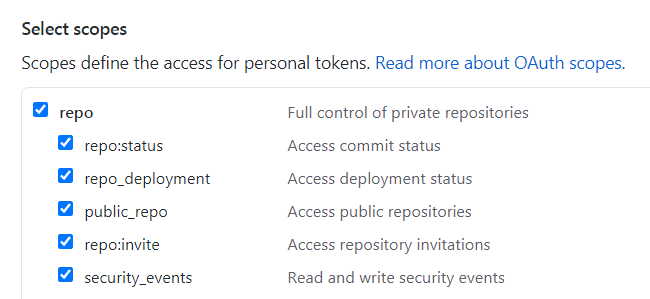 Select scopes
Scopes define the access for personal tokens. Read more about OAuth scopes.
repo Full control of private repositories
repo:status Access commit status
repo_deployment Access deployment status
public_repo Access public repositories
repo:invite Access repository invitations
security_events Read and write security events